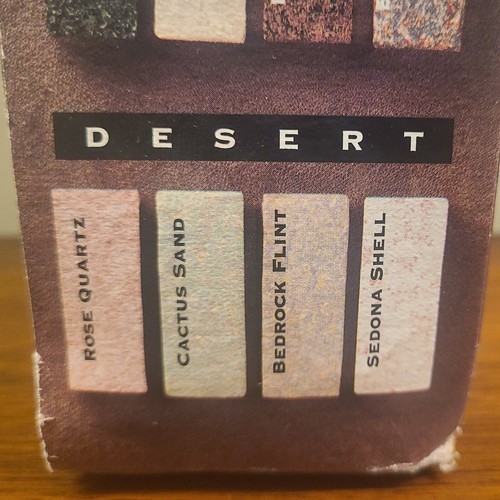 DESERT
ROSE QUARTZ
CACTUS SAND
BEDROCK FLINT
SEDONA SHELL